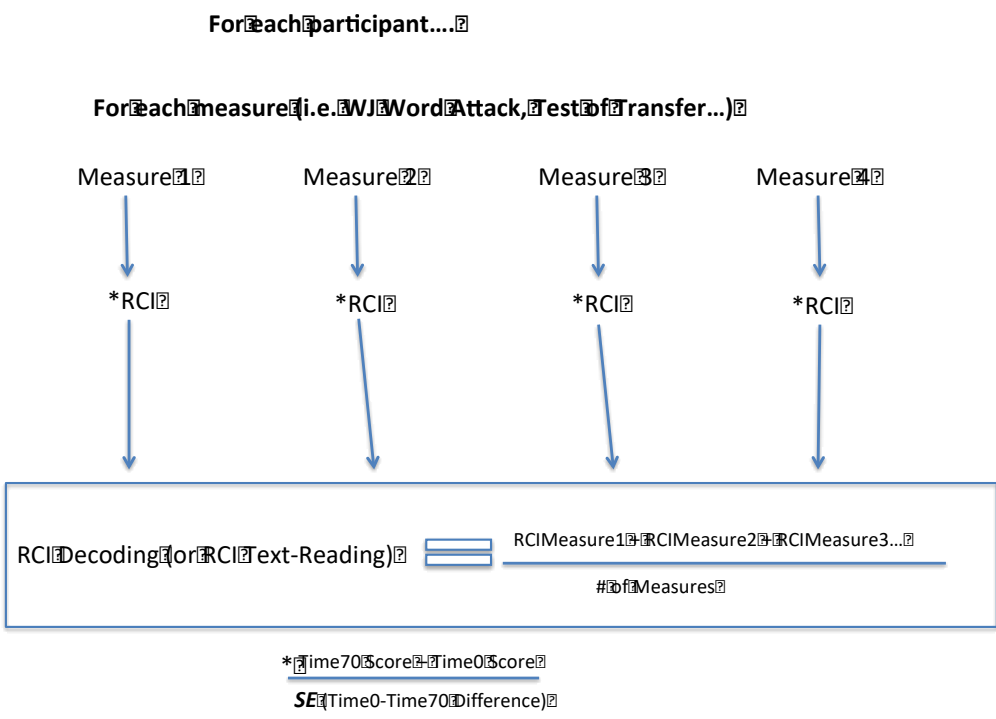 For each participant….
For each measure (i.e. WJ Word Attack, Test of Transfer…)
Measure 1 Measure 2 Measure 3 Measure 4
*RCI *RCI *RCI *RCI
RCI Decoding (or RCI Text-Reading) = RCIMeasure1 + RCIMeasure2 + RCIMeasure3…
# of Measures
* Time70 Score – Time0 Score
SE (Time0-Time70 Difference)